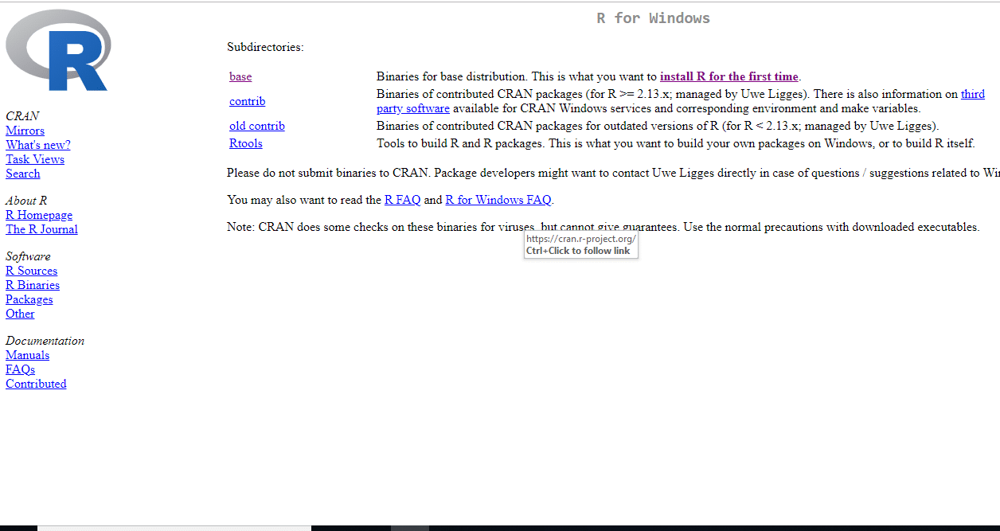 R
R for Windows
Subdirectories:
base Binaries for base distribution. This is what you want to install R for the first time.
contrib Binaries of contributed CRAN packages (for R >= 2.13.x; managed by Uwe Ligges). There is also information on third
party software available for CRAN Windows services and corresponding environment and make variables.
old contrib Binaries of contributed CRAN packages for outdated versions of R (for R < 2.13.x; managed by Uwe Ligges).
Rtools Tools to build R and R packages. This is what you want to build your own packages on Windows, or to build R itself.
Please do not submit binaries to CRAN. Package developers might want to contact Uwe Ligges directly in case of questions / suggestions related to
You may also want to read the R FAQ and R for Windows FAQ.
Note: CRAN does some checks on these binaries for viruses, but cannot give guarantees. Use the normal precautions with downloaded executables.
https://cran.r-project.org/
Ctrl+Click to follow link
CRAN
Mirrors
What's new?
Task Views
Search
About R
R Homepage
The R Journal
Software
R Sources
R Binaries
Packages
Other
Documentation
Manuals
FAQs
Contributed